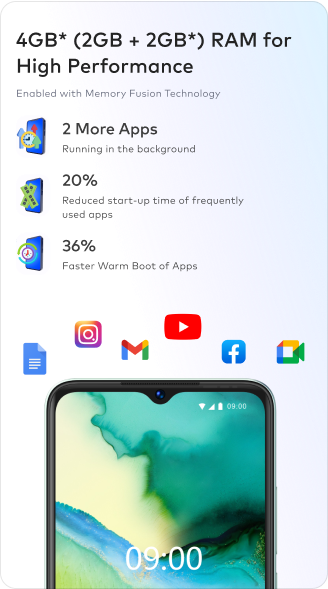 4GB* (2GB + 2GB*) RAM for
High Performance
Enabled with Memory Fusion Technology
2 More Apps
Running in the background
20%
Reduced start-up time of frequently
used apps
36%
Faster Warm Boot of Apps
09:00
09:00